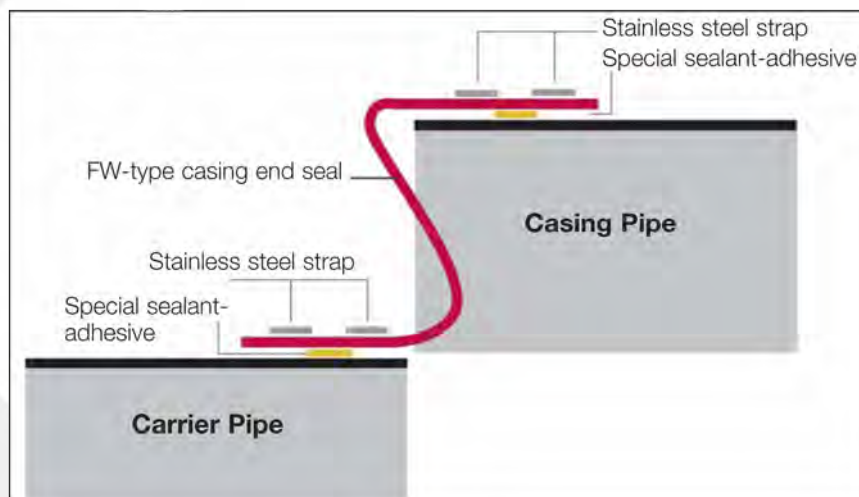 Stainless steel strap
Special sealant-adhesive
FW-type casing end seal
Casing Pipe
Stainless steel strap
Special sealant-
adhesive
Carrier Pipe